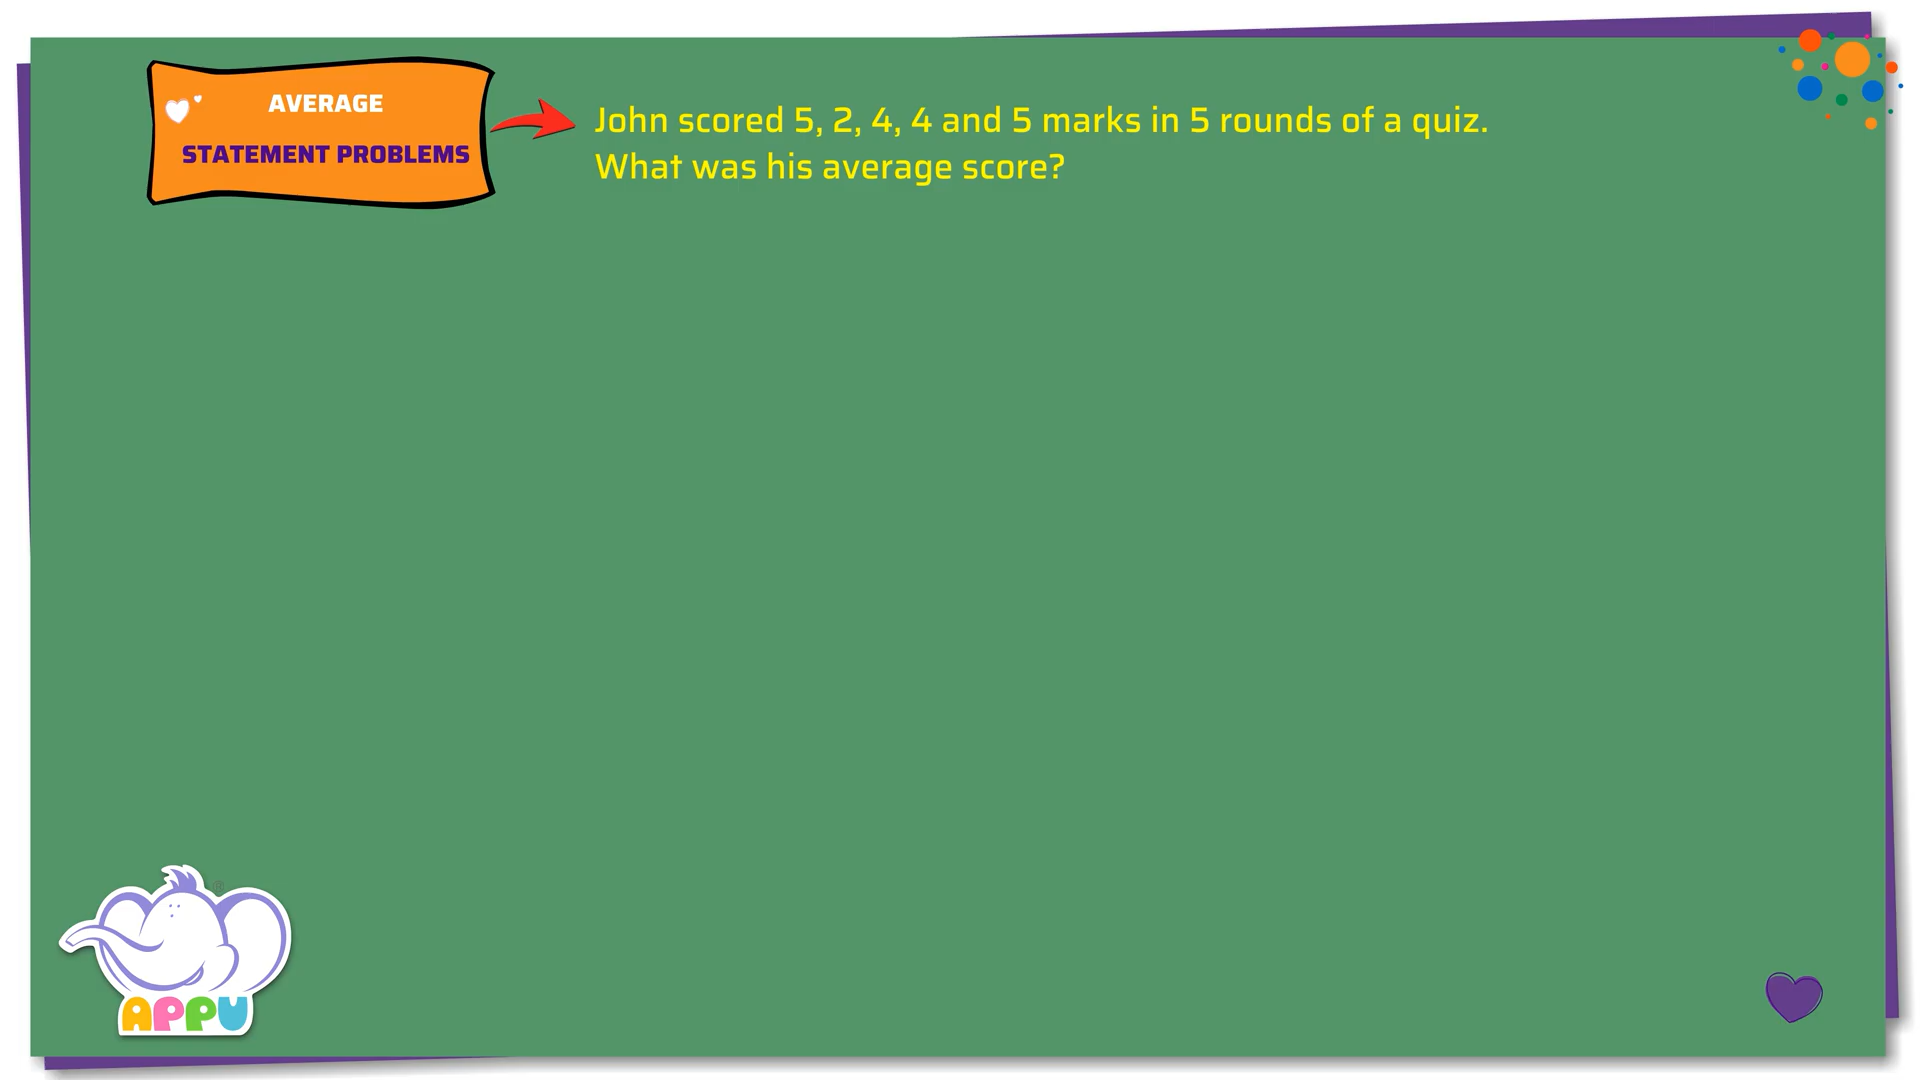 AVERAGE
STATEMENT PROBLEMS
John scored 5, 2, 4, 4 and 5 marks in 5 rounds of a quiz.
What was his average score?
®
APPU